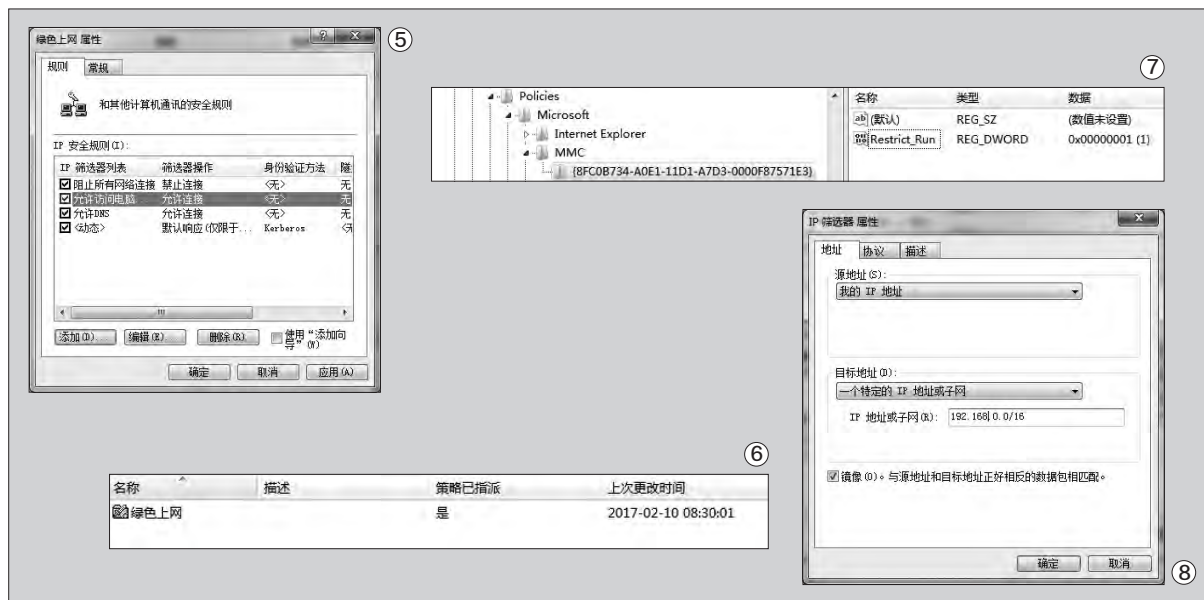 绿色上网 属性
⑤
规则 常规
和其他计算机通讯的安全规则
IP 安全规则(I):
IP 筛选器列表 筛选器操作 身份验证方法 隧
阻止所有网络连接 禁止连接 <无> 无
允许访问电脑 允许连接 <无> 无
允许DNS 允许连接 <无> 无
<动态> 默认响应(仅限于... Kerberos
添加(D)... 编辑(E)... 删除(R) 使用“添加向导”(W)
确定 取消 应用(A)
⑦
Policies
Microsoft
Internet Explorer
MMC
{8FC0B734-A0E1-11D1-A7D3-0000F87571E3}
名称 类型 数据
(默认) REG_SZ (数值未设置)
Restrict_Run REG_DWORD 0x00000001 (1)
⑥
名称 描述 策略已指派 上次更改时间
绿色上网 是 2017-02-10 08:30:01
IP 筛选器 属性
地址 协议 描述
源地址(S):
我的 IP 地址
目标地址(D):
一个特定的 IP 地址或子网
IP 地址或子网(R): 192.168.0.0/16
镜像(O)。与源地址和目标地址正好相反的数据包相匹配。
确定 取消
⑧